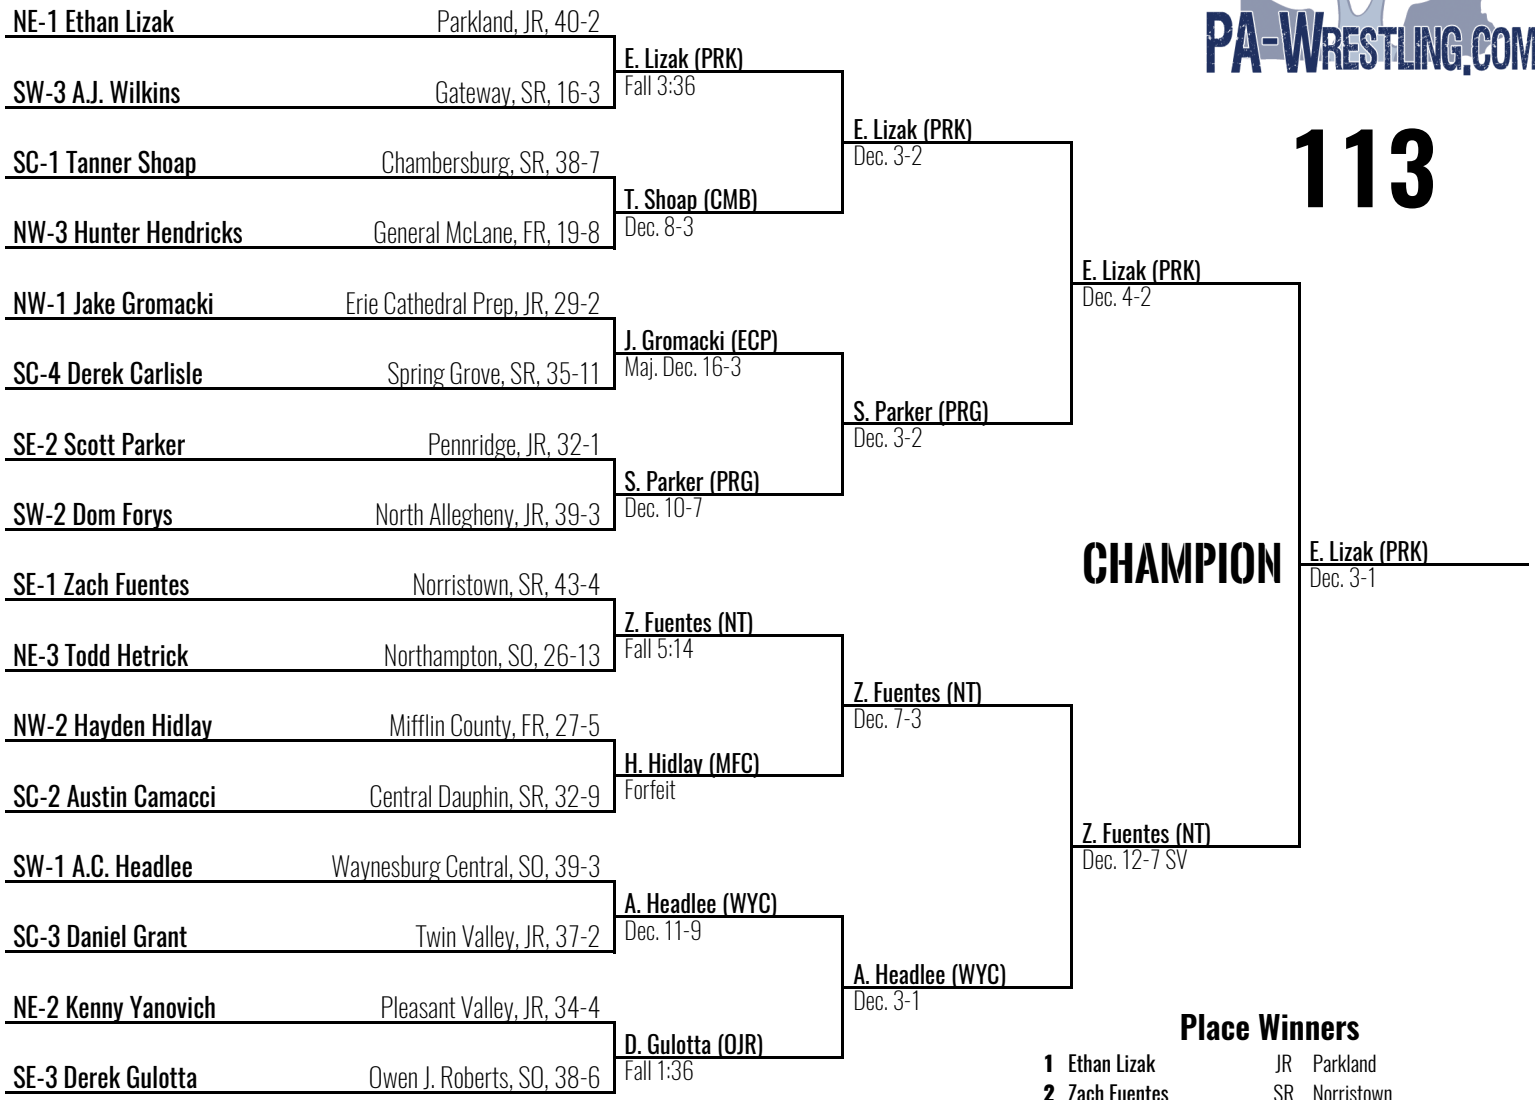 PA-WRESTLING.COM
113
NE-1 Ethan Lizak Parkland, JR, 40-2
SW-3 A.J. Wilkins Gateway, SR, 16-3
SC-1 Tanner Shoap Chambersburg, SR, 38-7
NW-3 Hunter Hendricks General McLane, FR, 19-8
NW-1 Jake Gromacki Erie Cathedral Prep, JR, 29-2
SC-4 Derek Carlisle Spring Grove, SR, 35-11
SE-2 Scott Parker Pennridge, JR, 32-1
SW-2 Dom Forys North Allegheny, JR, 39-3
SE-1 Zach Fuentes Norristown, SR, 43-4
NE-3 Todd Hetrick Northampton, SO, 26-13
NW-2 Hayden Hidlay Mifflin County, FR, 27-5
SC-2 Austin Camacci Central Dauphin, SR, 32-9
SW-1 A.C. Headlee Waynesburg Central, SO, 39-3
SC-3 Daniel Grant Twin Valley, JR, 37-2
NE-2 Kenny Yanovich Pleasant Valley, JR, 34-4
SE-3 Derek Gulotta Owen J. Roberts, SO, 38-6
E. Lizak (PRK)
Fall 3:36
T. Shoap (CMB)
Dec. 8-3
J. Gromacki (ECP)
Maj. Dec. 16-3
S. Parker (PRG)
Dec. 10-7
Z. Fuentes (NT)
Fall 5:14
H. Hidlay (MFC)
Forfeit
A. Headlee (WYC)
Dec. 11-9
D. Gulotta (OJR)
Fall 1:36
E. Lizak (PRK)
Dec. 3-2
S. Parker (PRG)
Dec. 3-2
Z. Fuentes (NT)
Dec. 7-3
A. Headlee (WYC)
Dec. 3-1
E. Lizak (PRK)
Dec. 4-2
Z. Fuentes (NT)
Dec. 12-7 SV
CHAMPION
E. Lizak (PRK)
Dec. 3-1
Place Winners
1 Ethan Lizak JR Parkland
2 Zach Fuentes SR Norristown